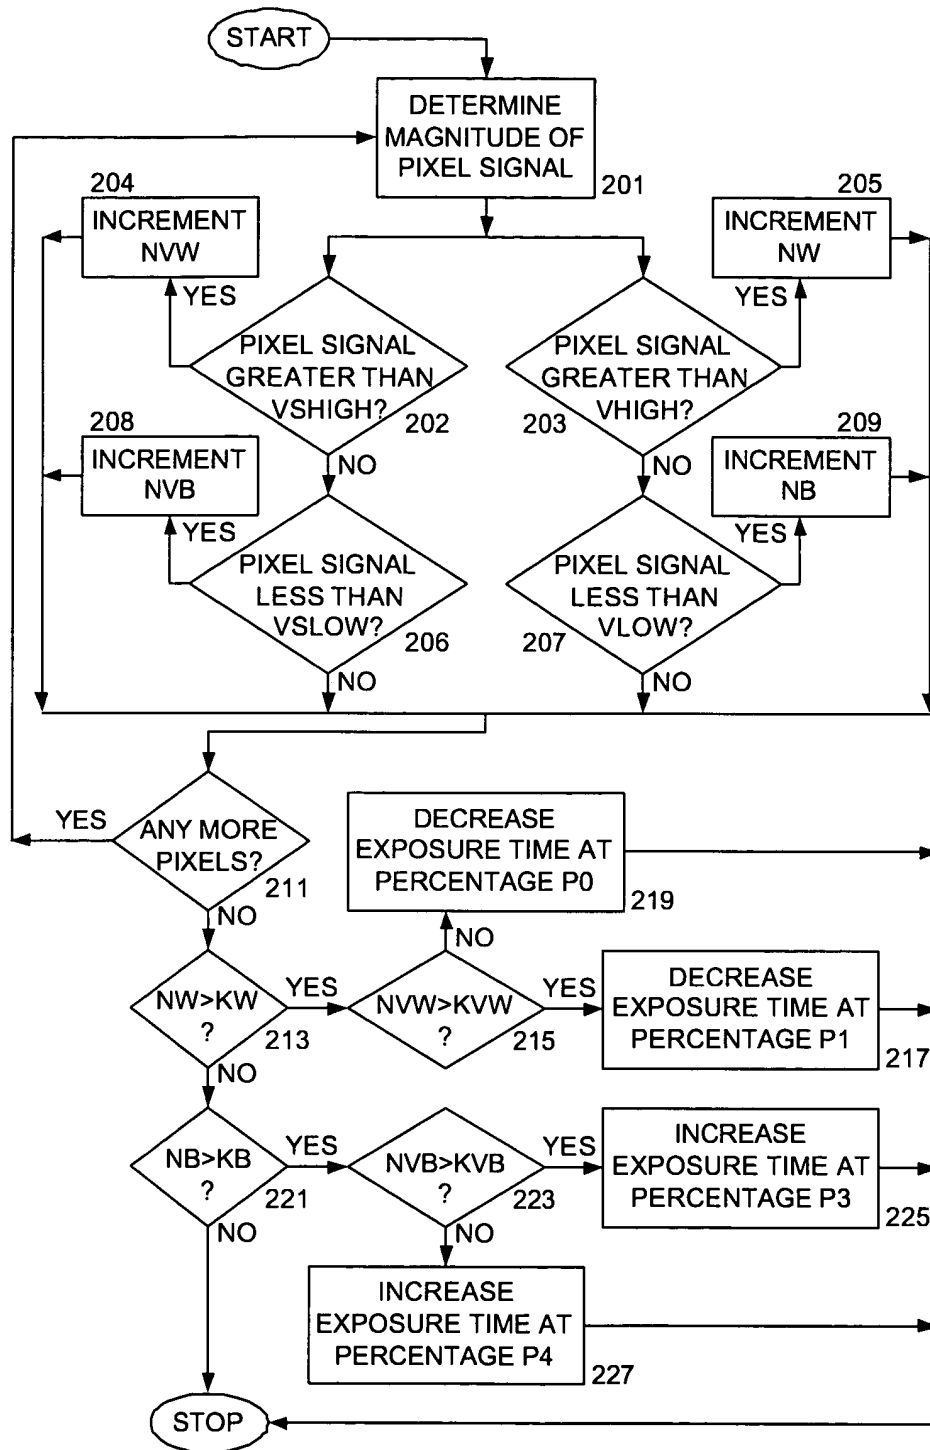 START
DETERMINE
MAGNITUDE OF
PIXEL SIGNAL
201
204
INCREMENT
NVW
YES
205
INCREMENT
NW
YES
PIXEL SIGNAL
GREATER THAN
VSHIGH?
202
NO
PIXEL SIGNAL
GREATER THAN
VHIGH?
203
NO
208
INCREMENT
NVB
YES
209
INCREMENT
NB
YES
PIXEL SIGNAL
LESS THAN
VSLOW?
206
NO
PIXEL SIGNAL
LESS THAN
VLOW?
207
NO
YES
ANY MORE
PIXELS?
211
NO
DECREASE
EXPOSURE TIME AT
PERCENTAGE P0
219
NO
NW>KW
?
213
YES
NO
NVW>KVW
?
215
YES
DECREASE
EXPOSURE TIME AT
PERCENTAGE P1
217
NB>KB
?
221
YES
NO
NVB>KVB
?
223
YES
NO
INCREASE
EXPOSURE TIME AT
PERCENTAGE P3
225
INCREASE
EXPOSURE TIME AT
PERCENTAGE P4
227
STOP